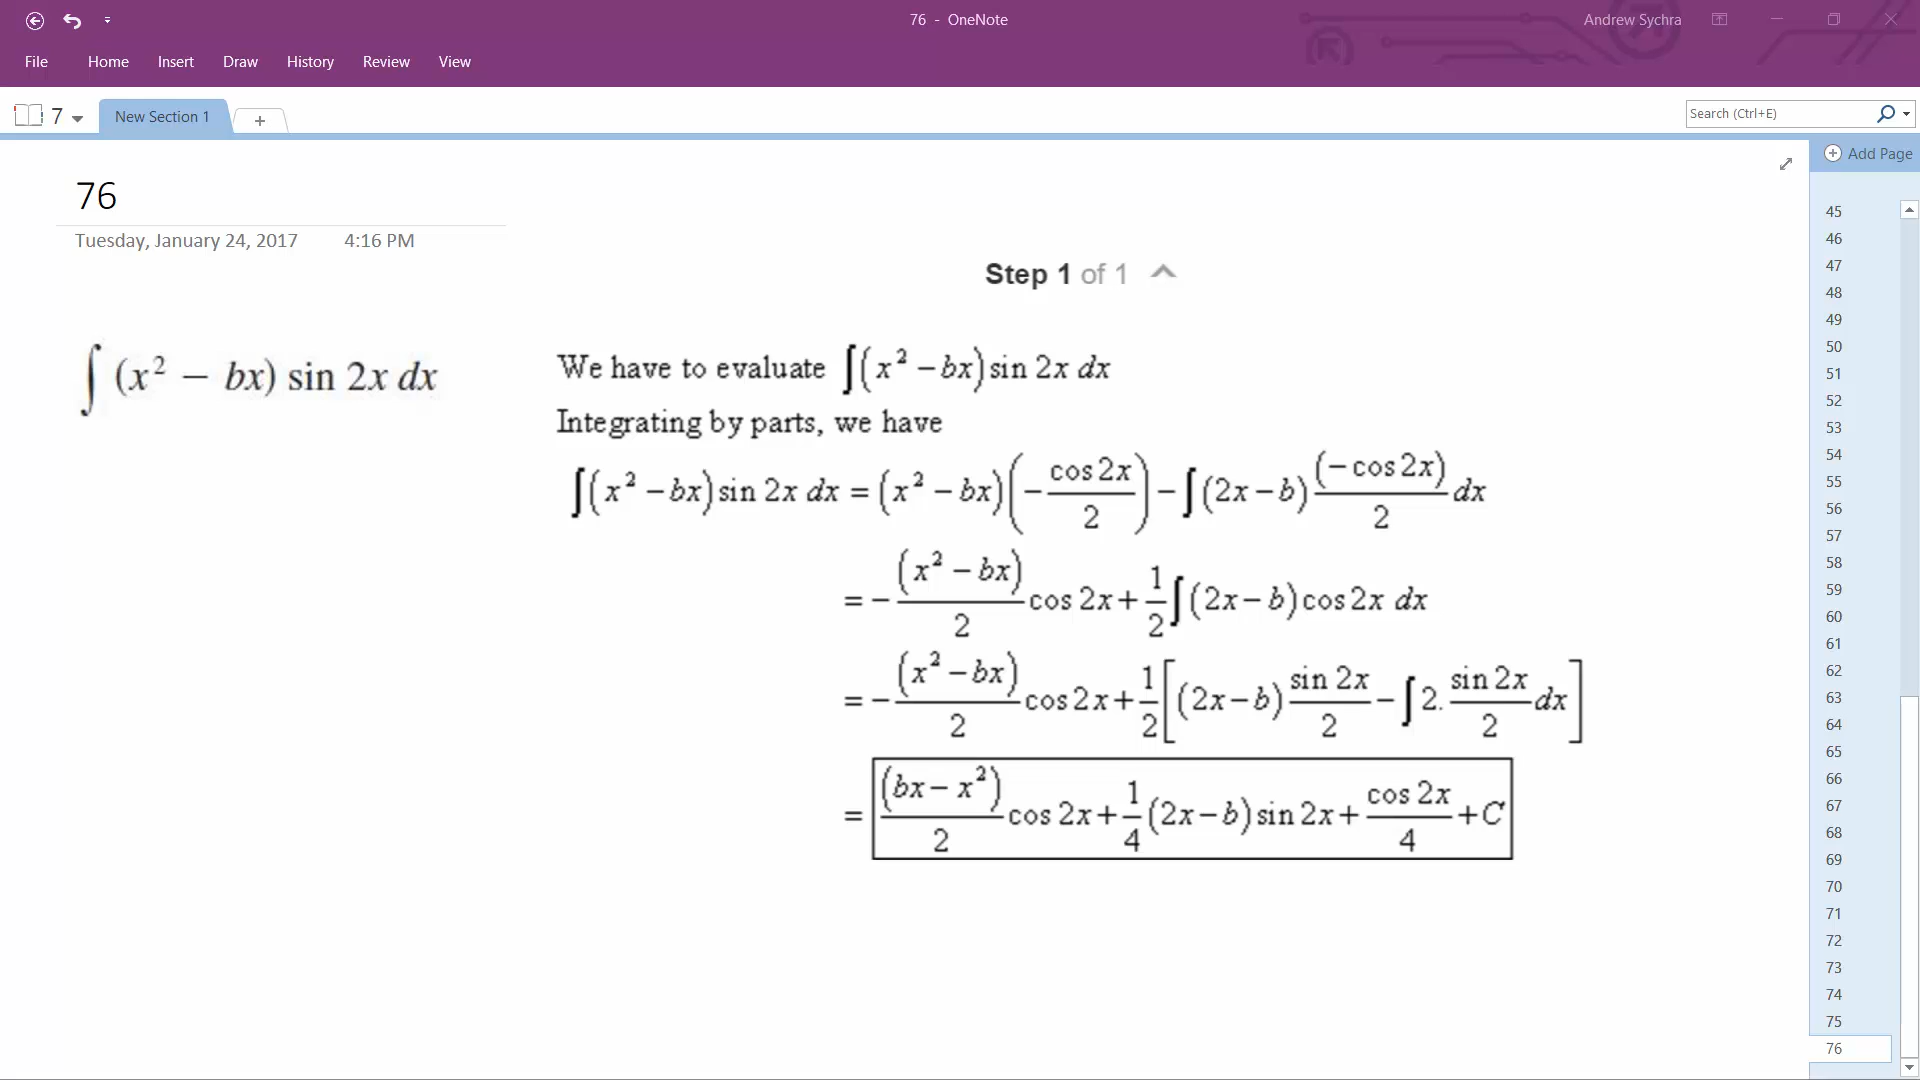 76 - OneNote
Andrew Sychra
File Home Insert Draw History Review View
7 New Section 1 +
Search (Ctrl+E)
Add Page
76
Tuesday, January 24, 2017 4:16 PM
Step 1 of 1
∫ (x² − bx) sin 2x dx
We have to evaluate ∫(x² − bx) sin 2x dx
Integrating by parts, we have
∫(x² − bx) sin 2x dx = (x² − bx)(− cos 2x / 2) − ∫(2x − b) (− cos 2x) / 2 dx
= − (x² − bx) / 2 cos 2x + 1/2 ∫(2x − b) cos 2x dx
= − (x² − bx) / 2 cos 2x + 1/2 [(2x − b) sin 2x / 2 − ∫ 2. sin 2x / 2 dx]
= (bx − x²) / 2 cos 2x + 1/4 (2x − b) sin 2x + cos 2x / 4 + C
45
46
47
48
49
50
51
52
53
54
55
56
57
58
59
60
61
62
63
64
65
66
67
68
69
70
71
72
73
74
75
76